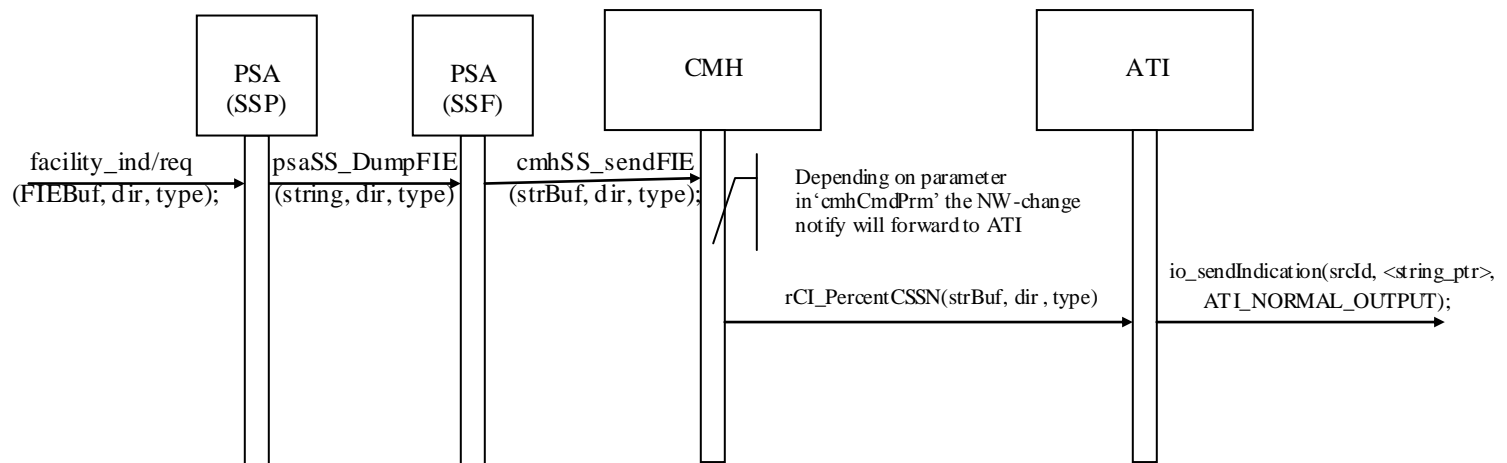 PSA
(SSP)
PSA
(SSF)
CMH
ATI
facility_ind/req
(FIEBuf, dir, type);
psaSS_DumpFIE
(string, dir, type)
cmhSS_sendFIE
(strBuf, dir, type);
Depending on parameter
in‘cmhCmdPrm’ the NW-change
notify will forward to ATI
rCI_PercentCSSN(strBuf, dir , type)
io_sendIndication(srcId, <string_ptr>,
ATI_NORMAL_OUTPUT);